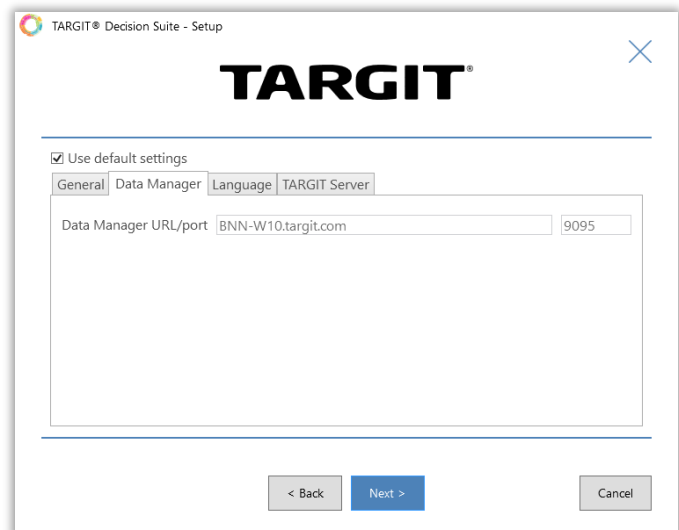 TARGIT® Decision Suite - Setup
TARGIT®
Use default settings
General Data Manager Language TARGIT Server
Data Manager URL/port BNN-W10.targit.com 9095
< Back Next > Cancel